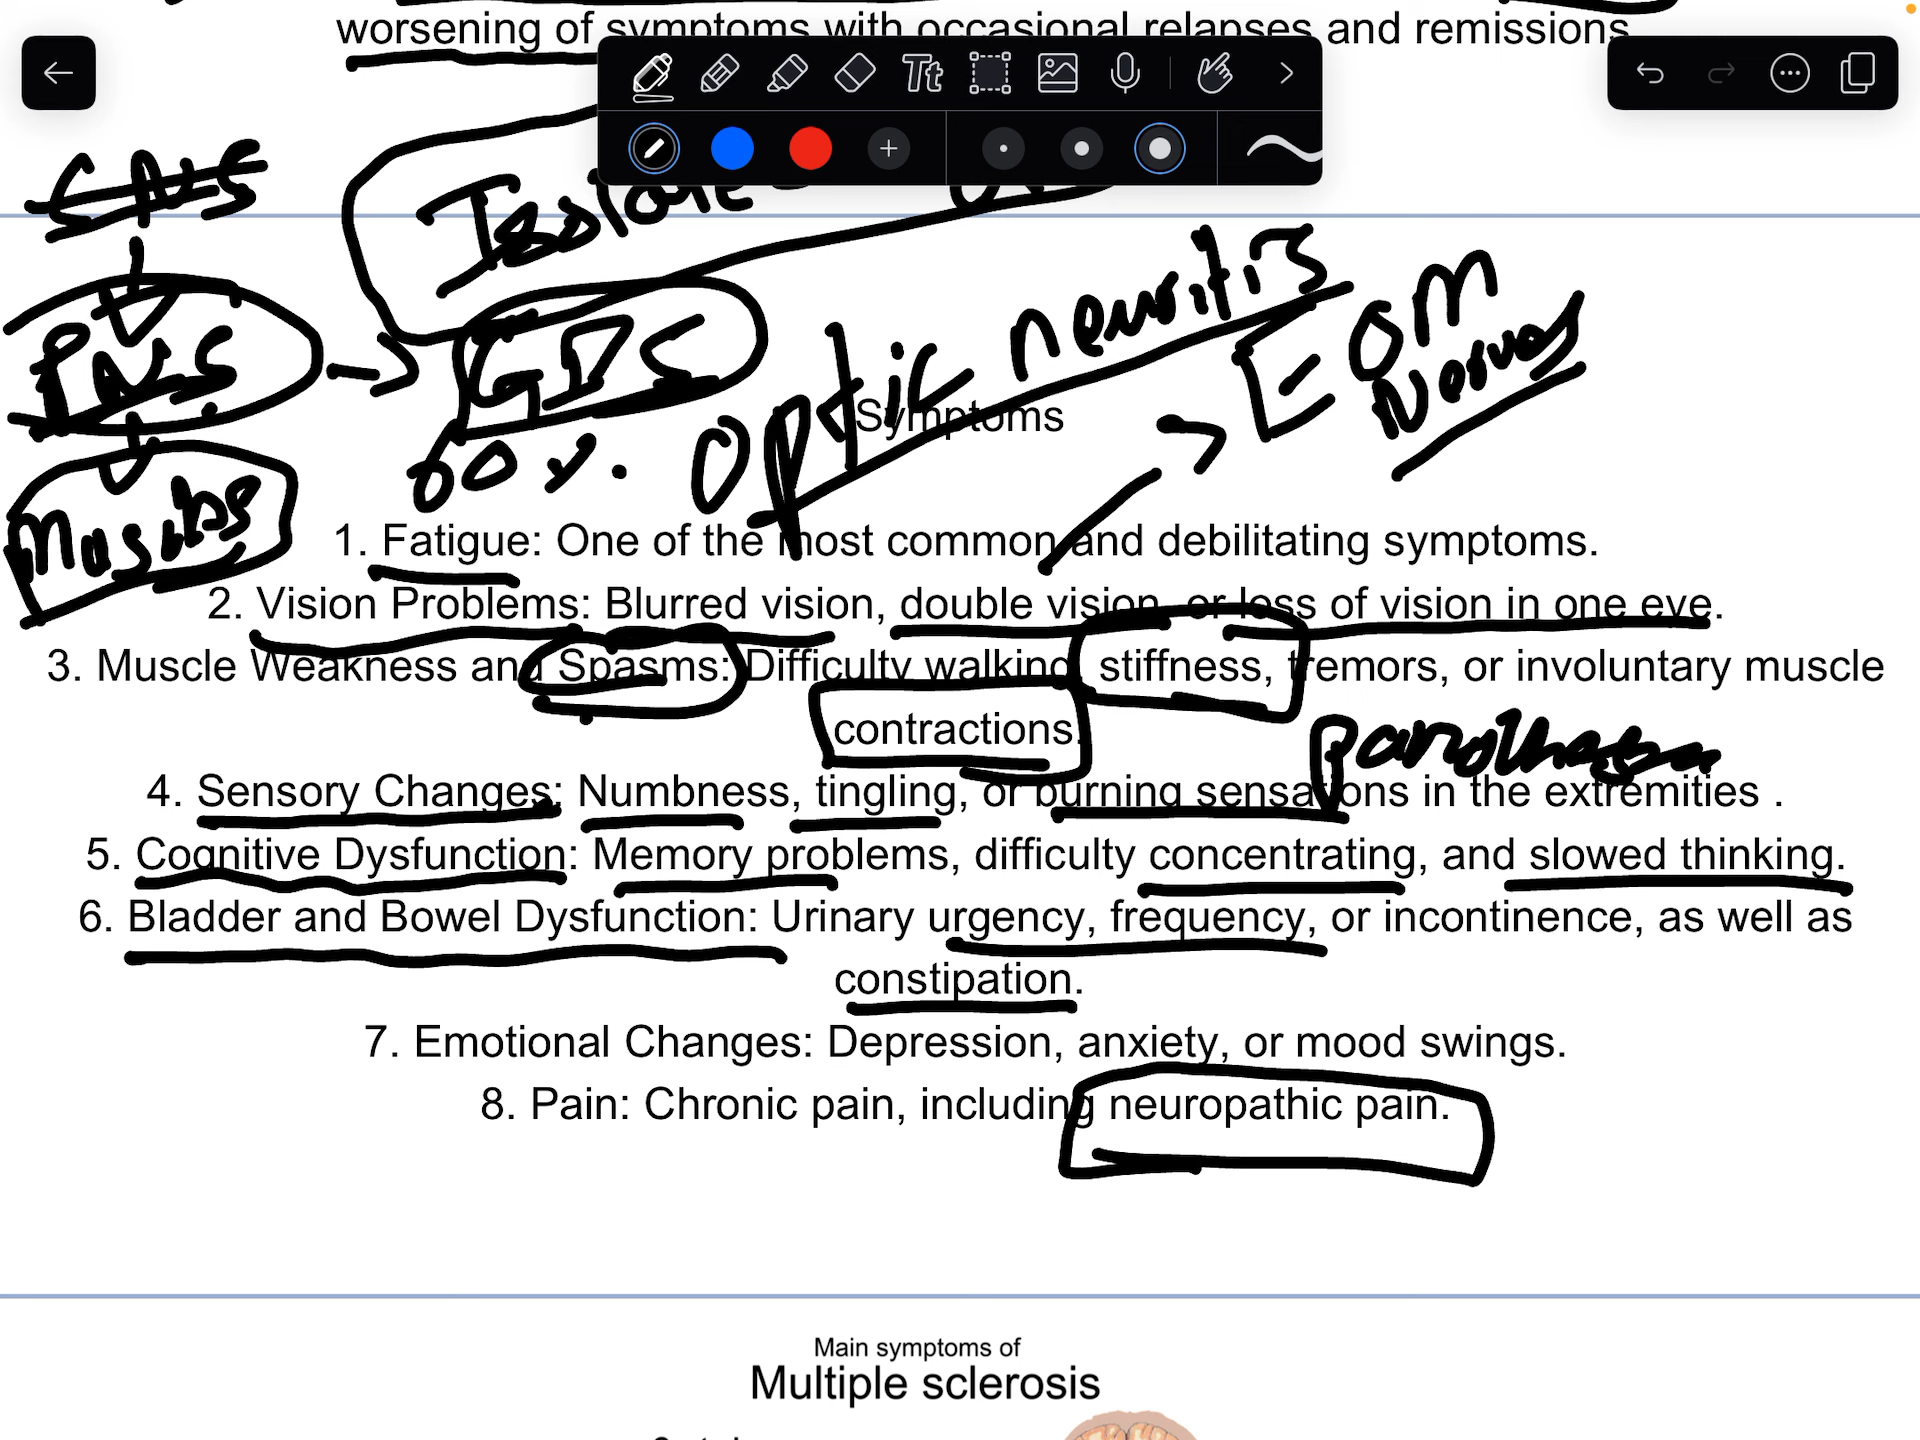 worsening of symptoms with occasional relapses and remissions
Tt
CNS
PNS
GBS
Optic neuritis
EOM
Nerves
60%.
Muscles
Symptoms
1. Fatigue: One of the most common and debilitating symptoms.
2. Vision Problems: Blurred vision, double vision, or loss of vision in one eye.
3. Muscle Weakness and Spasms: Difficulty walking, stiffness, tremors, or involuntary muscle
contractions.
4. Sensory Changes: Numbness, tingling, or burning sensations in the extremities .
5. Cognitive Dysfunction: Memory problems, difficulty concentrating, and slowed thinking.
6. Bladder and Bowel Dysfunction: Urinary urgency, frequency, or incontinence, as well as
constipation.
7. Emotional Changes: Depression, anxiety, or mood swings.
8. Pain: Chronic pain, including neuropathic pain.
Main symptoms of
Multiple sclerosis